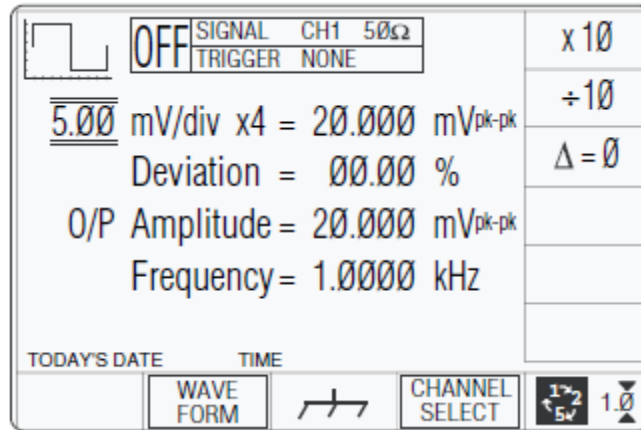 OFF SIGNAL CH1 50Ω
TRIGGER NONE
x 10
÷10
Δ = 0
5.00 mV/div x4 = 20.000 mVpk-pk
Deviation = 00.00 %
O/P Amplitude = 20.000 mVpk-pk
Frequency = 1.0000 kHz
TODAY'S DATE TIME
WAVE FORM
CHANNEL SELECT
1 2 5
1.0